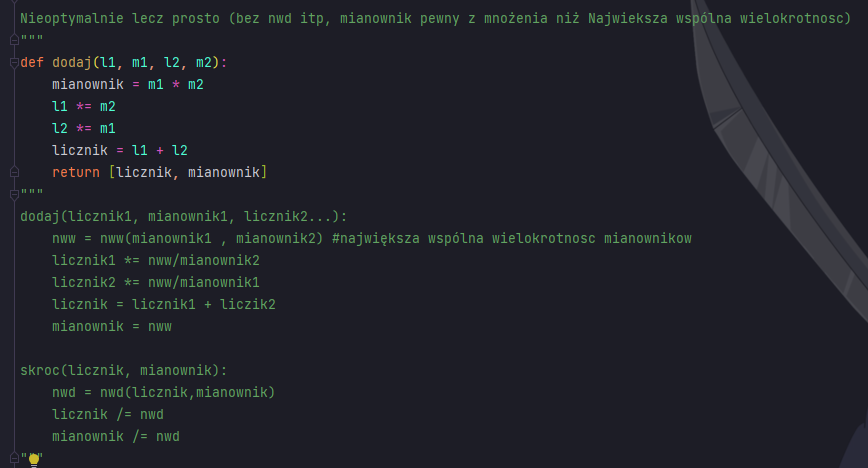 Nieoptymalnie lecz prosto (bez nwd itp, mianownik pewny z mnożenia niż Najwieksza wspólna wielokrotnosc)
"""
def dodaj(l1, m1, l2, m2):
    mianownik = m1 * m2
    l1 *= m2
    l2 *= m1
    licznik = l1 + l2
    return [licznik, mianownik]
"""
dodaj(licznik1, mianownik1, licznik2...):
    nww = nww(mianownik1 , mianownik2) #największa wspólna wielokrotnosc mianownikow
    licznik1 *= nww/mianownik2
    licznik2 *= nww/mianownik1
    licznik = licznik1 + liczik2
    mianownik = nww
skroc(licznik, mianownik):
    nwd = nwd(licznik,mianownik)
    licznik /= nwd
    mianownik /= nwd
"""